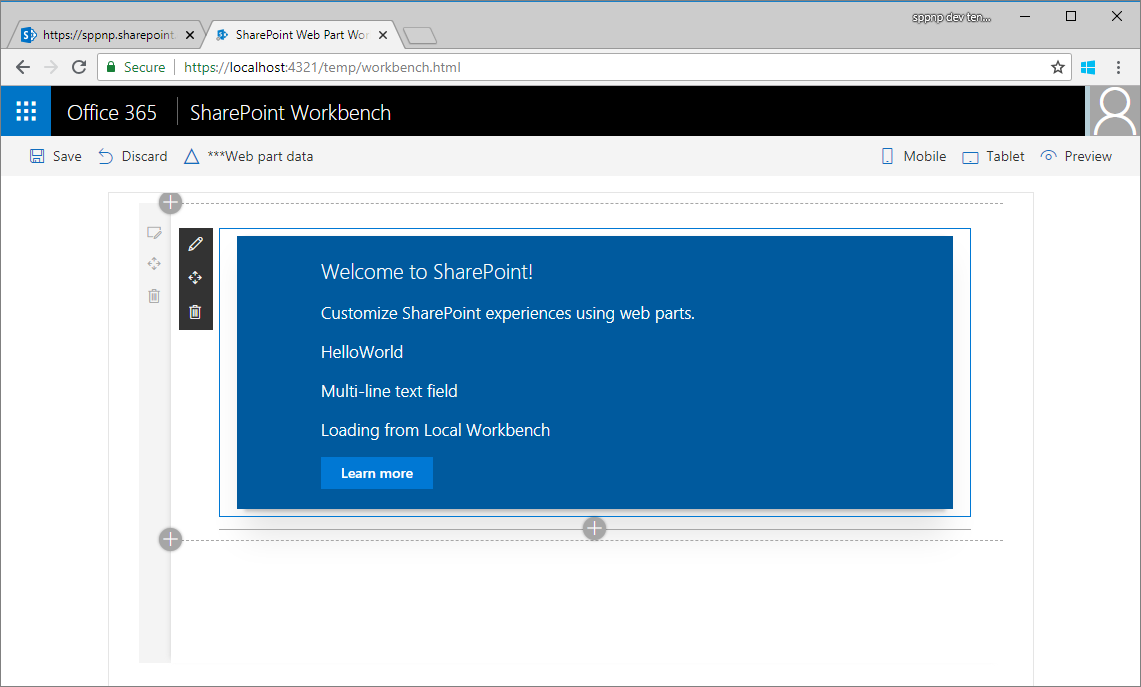 sppnp dev ten...
https://sppnp.sharepoint.
SharePoint Web Part Wor
Secure
https://localhost:4321/temp/workbench.html
Office 365
SharePoint Workbench
Save
Discard
***Web part data
Mobile
Tablet
Preview
Welcome to SharePoint!
Customize SharePoint experiences using web parts.
HelloWorld
Multi-line text field
Loading from Local Workbench
Learn more